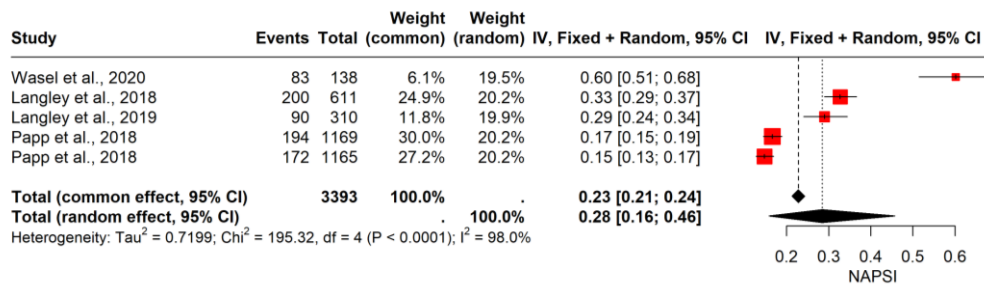 Weight Weight
Study Events Total (common) (random) IV, Fixed + Random, 95% CI IV, Fixed + Random, 95% CI
Wasel et al., 2020 83 138 6.1% 19.5% 0.60 [0.51; 0.68]
Langley et al., 2018 200 611 24.9% 20.2% 0.33 [0.29; 0.37]
Langley et al., 2019 90 310 11.8% 19.9% 0.29 [0.24; 0.34]
Papp et al., 2018 194 1169 30.0% 20.2% 0.17 [0.15; 0.19]
Papp et al., 2018 172 1165 27.2% 20.2% 0.15 [0.13; 0.17]
Total (common effect, 95% CI) 3393 100.0% . 0.23 [0.21; 0.24]
Total (random effect, 95% CI) . 100.0% 0.28 [0.16; 0.46]
Heterogeneity: Tau² = 0.7199; Chi² = 195.32, df = 4 (P < 0.0001); I² = 98.0%
0.2 0.3 0.4 0.5 0.6
NAPSI